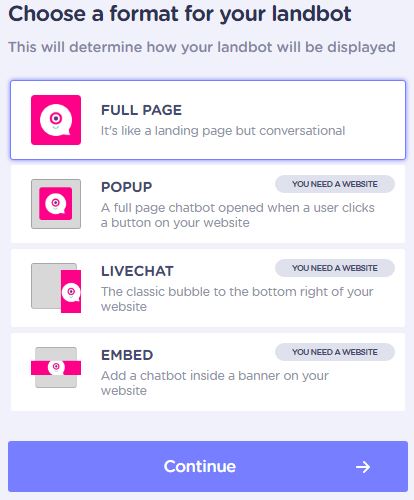 Choose a format for your landbot
This will determine how your landbot will be displayed
FULL PAGE
It's like a landing page but conversational
POPUP
YOU NEED A WEBSITE
A full page chatbot opened when a user clicks
a button on your website
LIVECHAT
YOU NEED A WEBSITE
The classic bubble to the bottom right of your
website
EMBED
YOU NEED A WEBSITE
Add a chatbot inside a banner on your
website
Continue